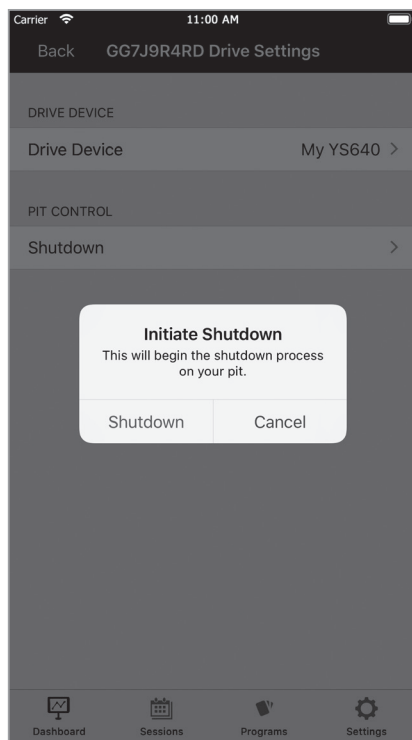 Carrier 11:00 AM
Back GG7J9R4RD Drive Settings
DRIVE DEVICE
Drive Device My YS640 >
PIT CONTROL
Shutdown >
Initiate Shutdown
This will begin the shutdown process
on your pit.
Shutdown Cancel
Dashboard Sessions Programs Settings